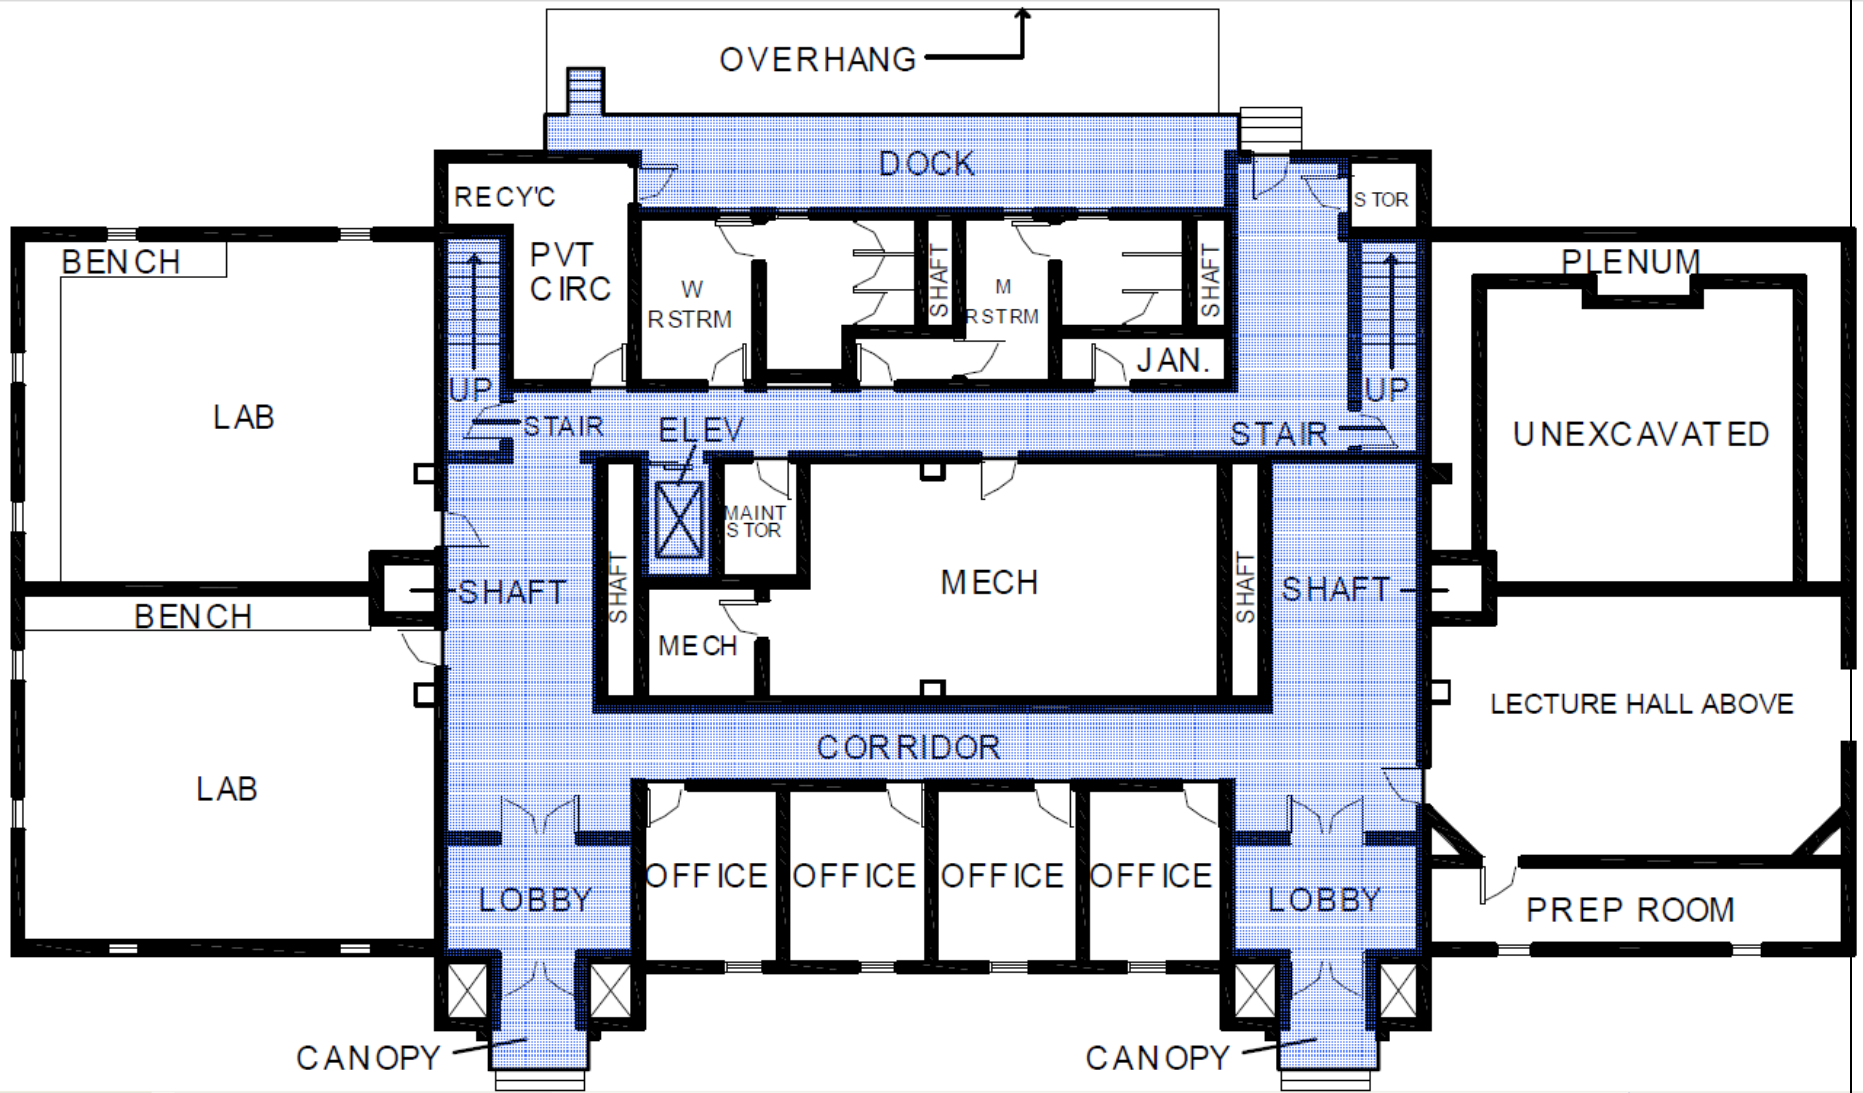 OVERHANG
DOCK
RECY'C
STOR
BENCH
PVT
CIRC
W
RSTRM
SHAFT
M
RSTRM
SHAFT
PLENUM
JAN.
UP
UP
LAB
STAIR
ELEV
STAIR
UNEXCAVATED
MAINT
STOR
SHAFT
SHAFT
MECH
SHAFT
SHAFT
BENCH
MECH
LECTURE HALL ABOVE
CORRIDOR
LAB
OFFICE
OFFICE
OFFICE
OFFICE
LOBBY
LOBBY
PREP ROOM
CANOPY
CANOPY